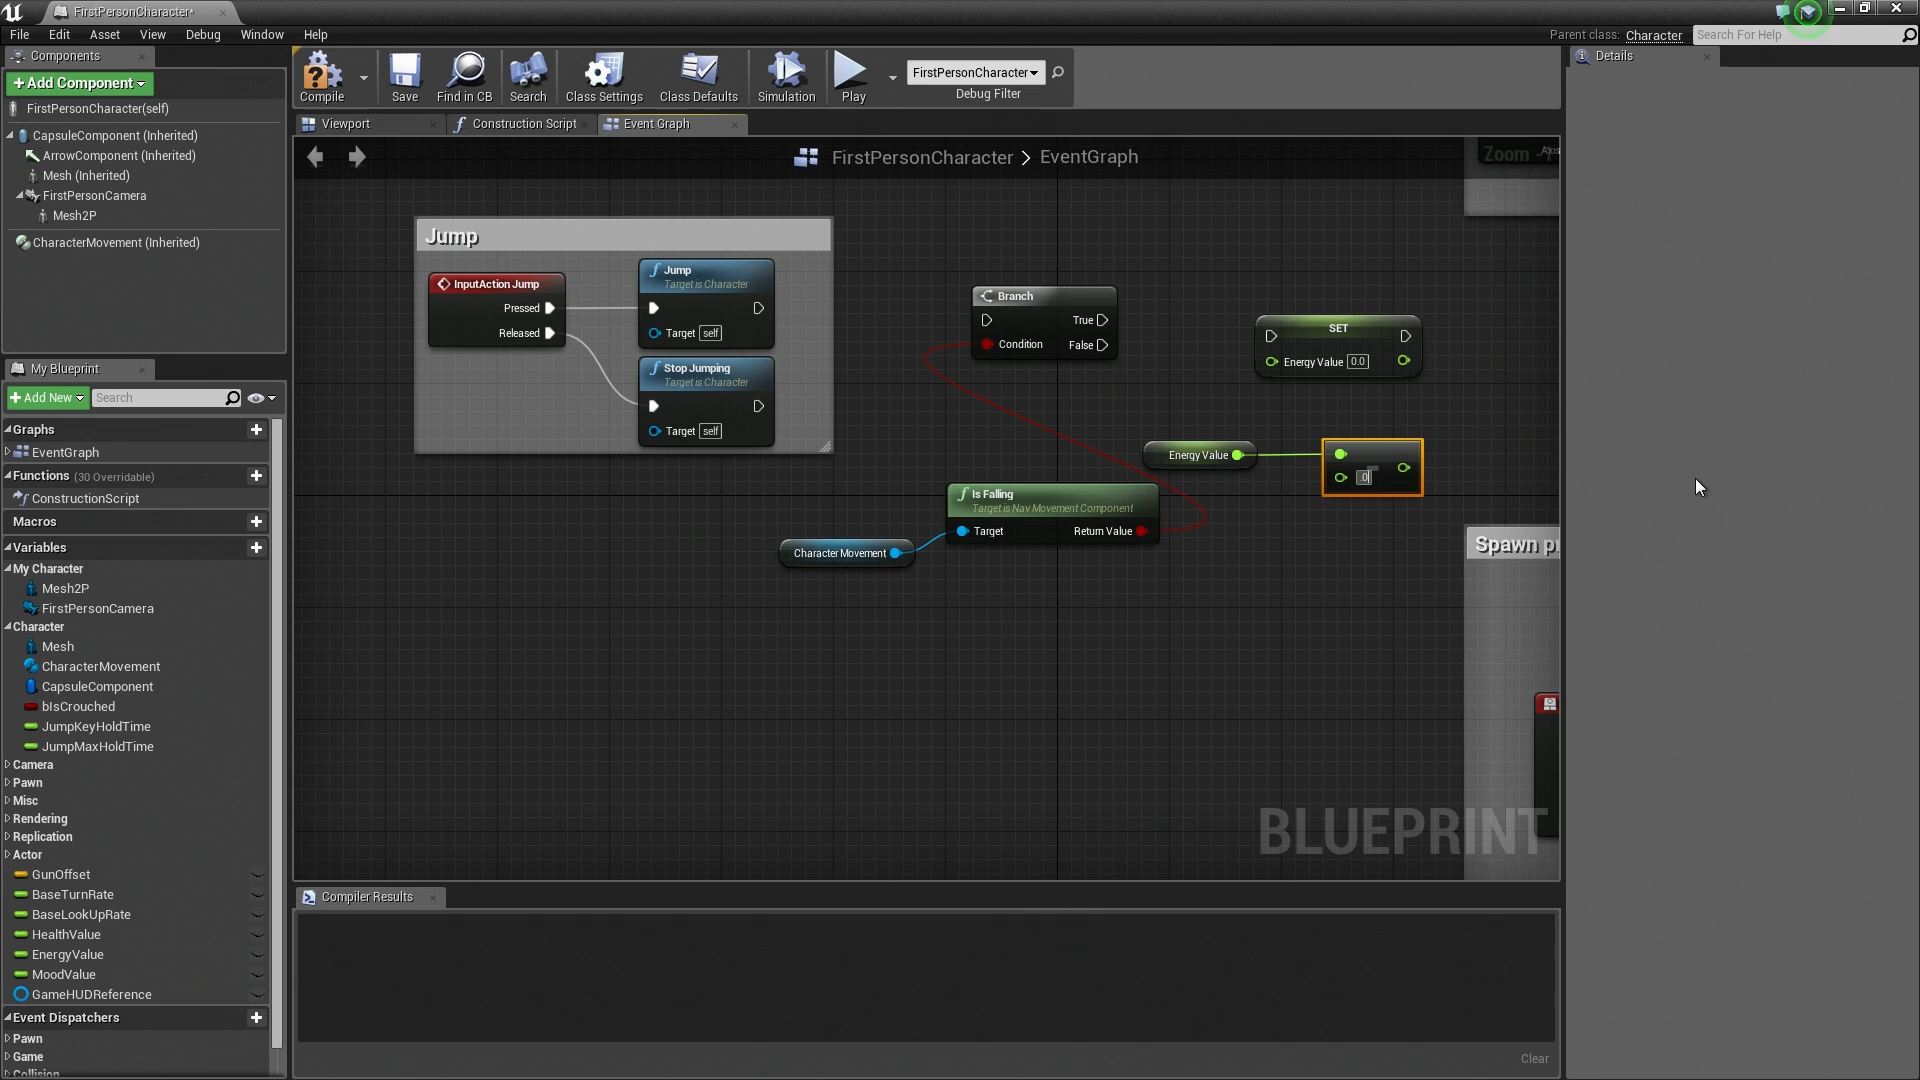 FirstPersonCharacter*
File Edit Asset View Debug Window Help
Parent class: Character
Search For Help
Components
+Add Component
FirstPersonCharacter(self)
CapsuleComponent (Inherited)
ArrowComponent (Inherited)
Mesh (Inherited)
FirstPersonCamera
Mesh2P
CharacterMovement (Inherited)
Compile Save Find in CB Search Class Settings Class Defaults Simulation Play
FirstPersonCharacter
Debug Filter
Details
Viewport
Construction Script
Event Graph
FirstPersonCharacter > EventGraph
Zoom
Axis
Jump
InputAction Jump
Pressed
Released
Jump
Target is Character
Target self
Stop Jumping
Target is Character
Target self
Branch
True
Condition False
SET
Energy Value 0.0
Energy Value
.0
Is Falling
Target is Nav Movement Component
Target Return Value
Character Movement
Spawn p
BLUEPRINT
My Blueprint
+Add New
Search
Graphs
EventGraph
Functions (30 Overridable)
ConstructionScript
Macros
Variables
My Character
Mesh2P
FirstPersonCamera
Character
Mesh
CharacterMovement
CapsuleComponent
bIsCrouched
JumpKeyHoldTime
JumpMaxHoldTime
Camera
Pawn
Misc
Rendering
Replication
Actor
GunOffset
BaseTurnRate
BaseLookUpRate
HealthValue
EnergyValue
MoodValue
GameHUDReference
Event Dispatchers
Pawn
Game
Collision
Compiler Results
Clear